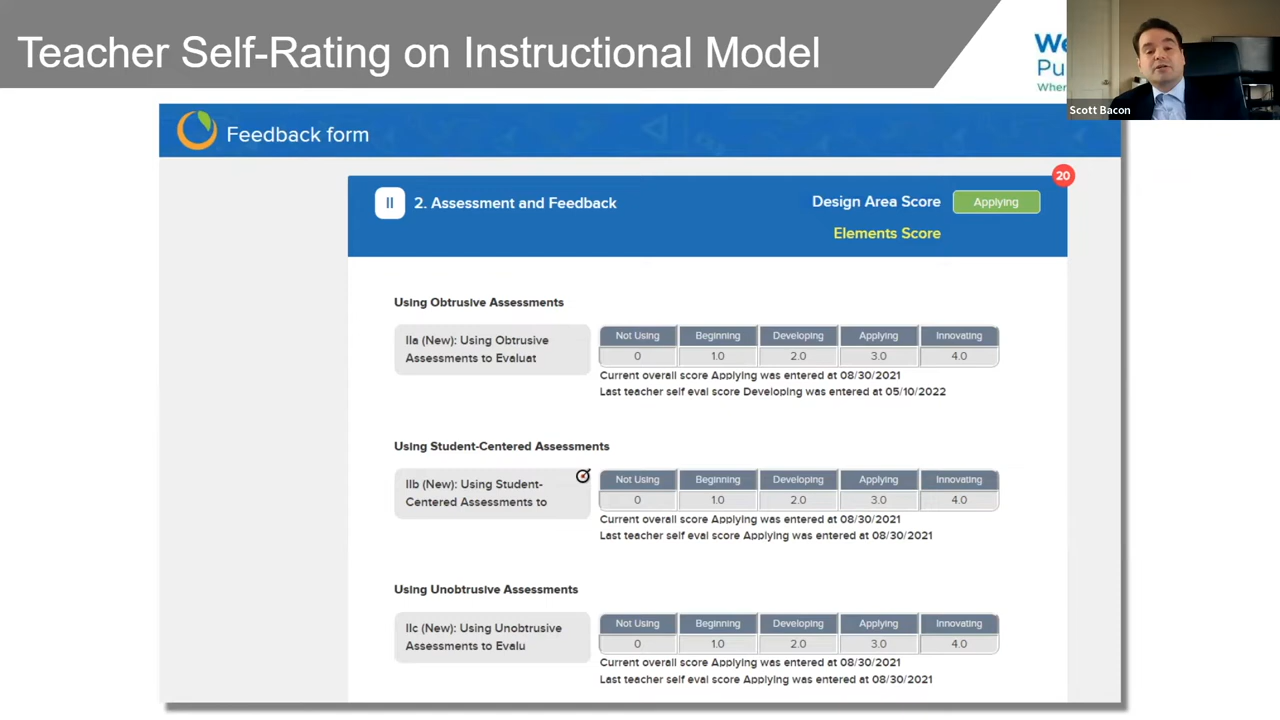 Teacher Self-Rating on Instructional Model
We
Pu
Wher
Scott Bacon
Feedback form
20
II
2. Assessment and Feedback
Design Area Score
Applying
Elements Score
Using Obtrusive Assessments
IIa (New): Using Obtrusive
Assessments to Evaluat
Not Using Beginning Developing Applying Innovating
0 1.0 2.0 3.0 4.0
Current overall score Applying was entered at 08/30/2021
Last teacher self eval score Developing was entered at 05/10/2022
Using Student-Centered Assessments
IIb (New): Using Student-
Centered Assessments to
Not Using Beginning Developing Applying Innovating
0 1.0 2.0 3.0 4.0
Current overall score Applying was entered at 08/30/2021
Last teacher self eval score Applying was entered at 08/30/2021
Using Unobtrusive Assessments
IIc (New): Using Unobtrusive
Assessments to Evalu
Not Using Beginning Developing Applying Innovating
0 1.0 2.0 3.0 4.0
Current overall score Applying was entered at 08/30/2021
Last teacher self eval score Applying was entered at 08/30/2021